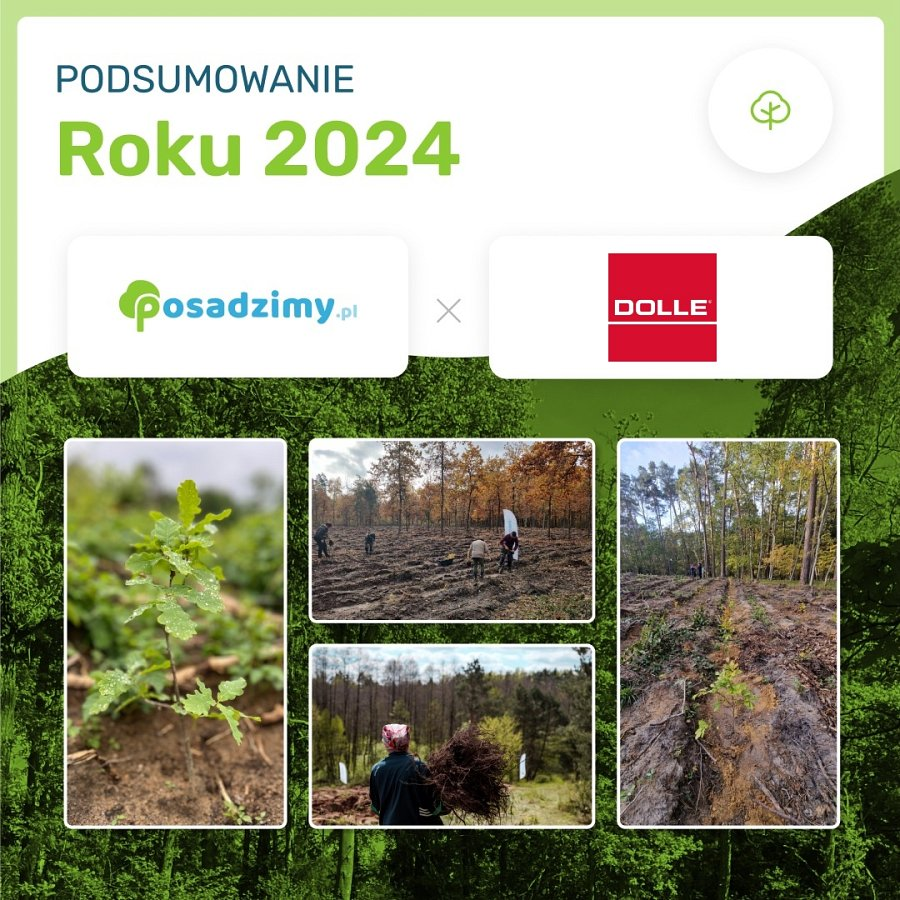 PODSUMOWANIE
Roku 2024
posadzimy.pl
DOLLE®